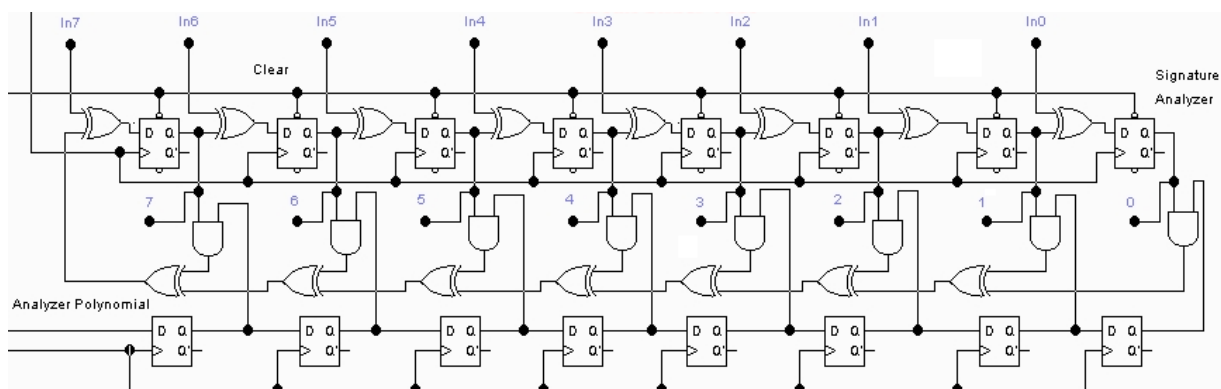 In7 In6 In5 In4 In3 In2 In1 In0
Clear
Signature
Analyzer
D Q D Q D Q D Q D Q D Q D Q D Q
Q' Q' Q' Q' Q' Q' Q' Q'
7 6 5 4 3 2 1 0
Analyzer Polynomial
D Q D Q D Q D Q D Q D Q D Q D Q
Q' Q' Q' Q' Q' Q' Q' Q'